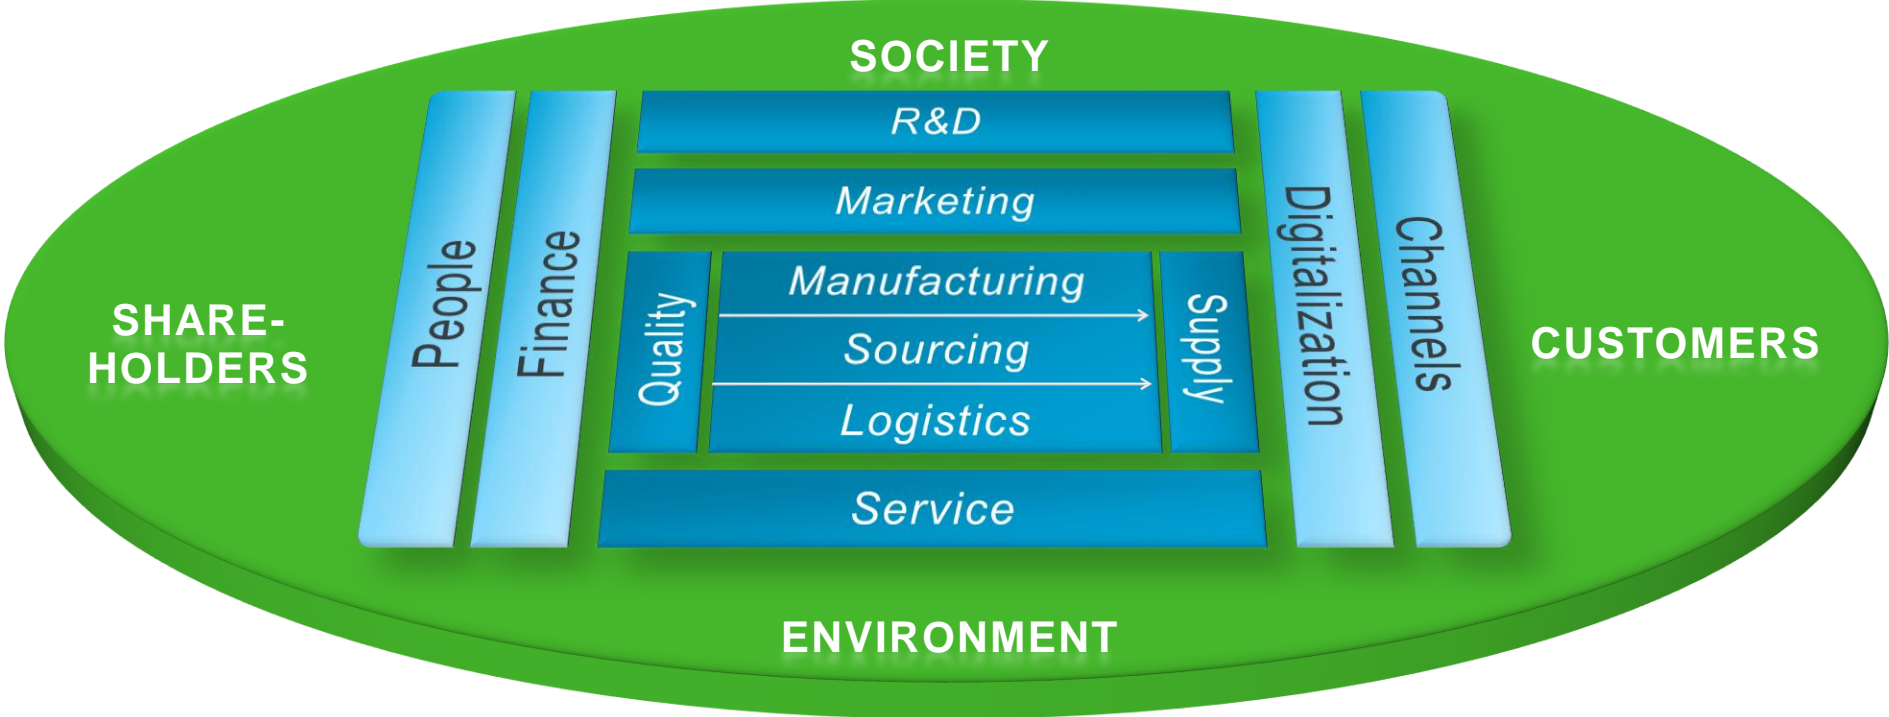 SOCIETY
R&D
Marketing
People
Finance
Quality
Manufacturing
Sourcing
Logistics
Supply
Digitalization
Channels
SHARE-
HOLDERS
CUSTOMERS
Service
ENVIRONMENT